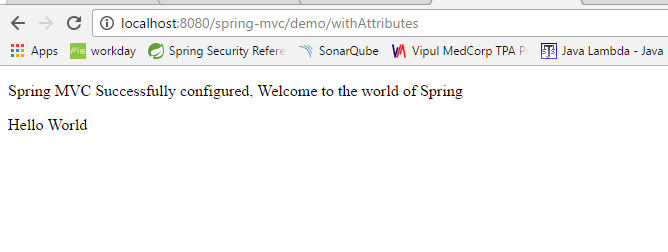 localhost:8080/spring-mvc/demo/withAttributes
Apps workday Spring Security Refere SonarQube Vipul MedCorp TPA P Java Lambda - Java
Spring MVC Successfully configured, Welcome to the world of Spring
Hello World